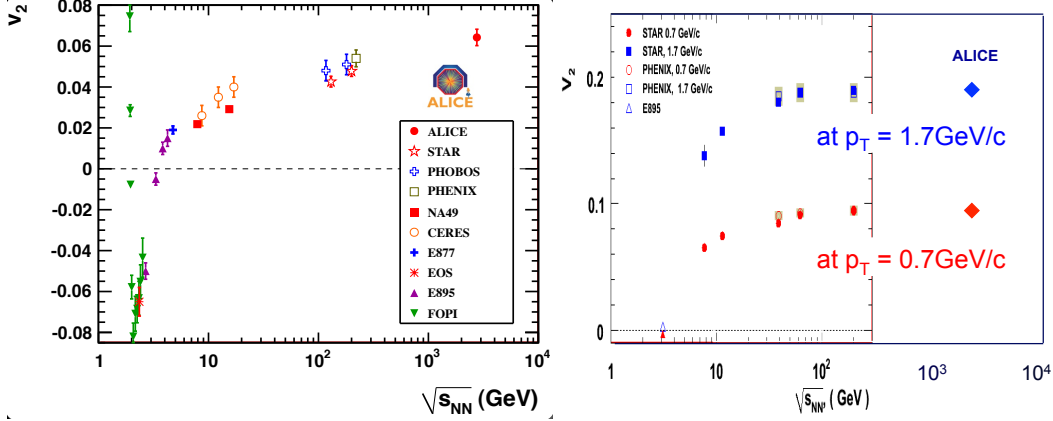 v2
0.08
0.06
0.04
0.02
0
-0.02
-0.04
-0.06
-0.08
ALICE
ALICE
STAR
PHOBOS
PHENIX
NA49
CERES
E877
EOS
E895
FOPI
1
10
10²
10³
10⁴
√sNN (GeV)
v2
0.2
0.1
0
STAR 0.7 GeV/c
STAR, 1.7 GeV/c
PHENIX, 0.7 GeV/c
PHENIX, 1.7 GeV/c
E895
ALICE
at pT = 1.7GeV/c
at pT = 0.7GeV/c
1
10
10²
10³
10⁴
√sNN, (GeV)